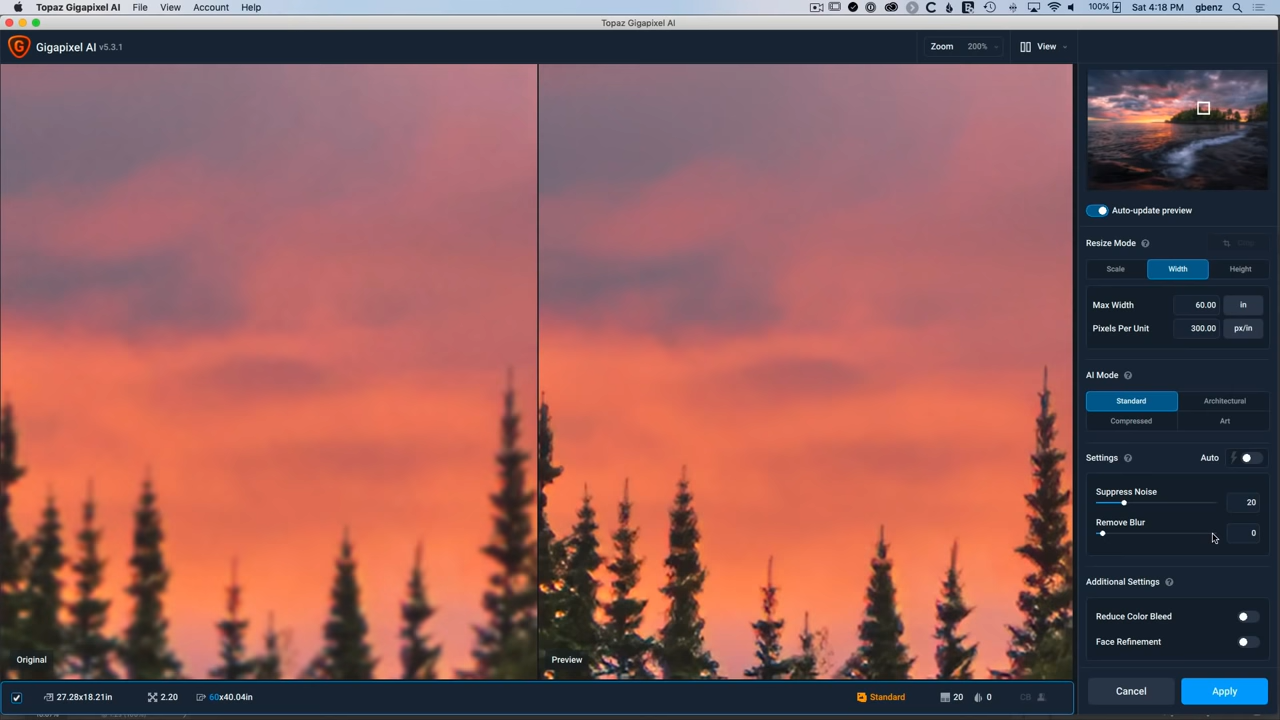 Topaz Gigapixel AI File View Account Help 100% Sat 4:18 PM gbenz
Topaz Gigapixel AI
Gigapixel AI v5.3.1
Zoom 200% View
Auto-update preview
Resize Mode ? Crop
Scale Width Height
Max Width 60.00 in
Pixels Per Unit 300.00 px/in
AI Mode ?
Standard Architectural
Compressed Art
Settings ? Auto
Suppress Noise
20
Remove Blur
0
Additional Settings ?
Reduce Color Bleed
Face Refinement
Original Preview
27.28x18.21in 2.20 60x40.04in Standard 20 0 CB
Cancel Apply